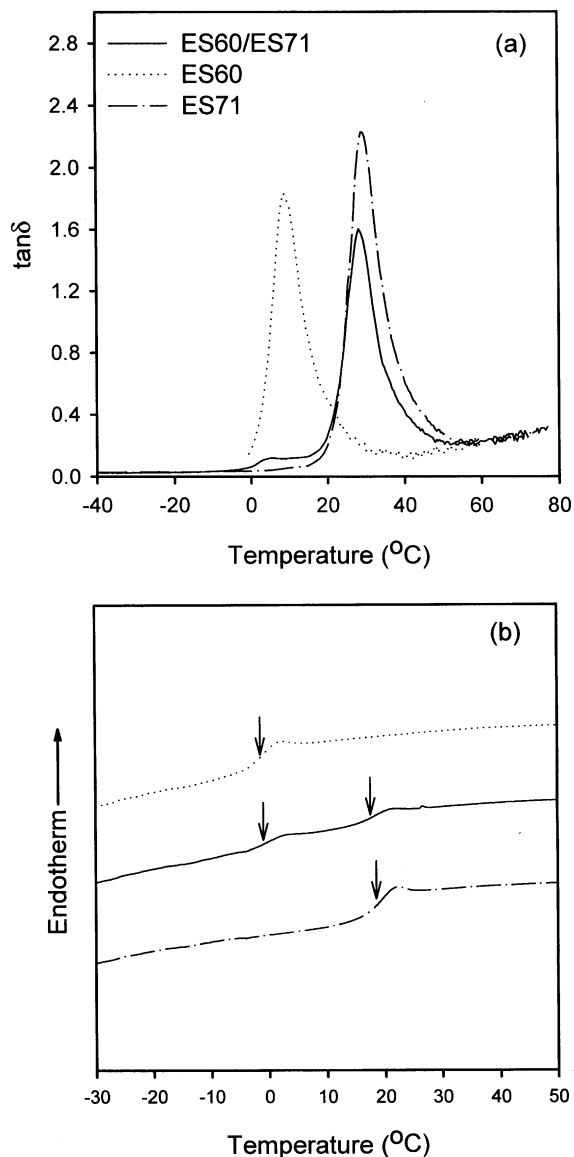 (a)
ES60/ES71
ES60
ES71
2.8
2.4
2.0
1.6
1.2
0.8
0.4
0.0
tanδ
-40 -20 0 20 40 60 80
Temperature (°C)
(b)
Endotherm
-30 -20 -10 0 10 20 30 40 50
Temperature (°C)